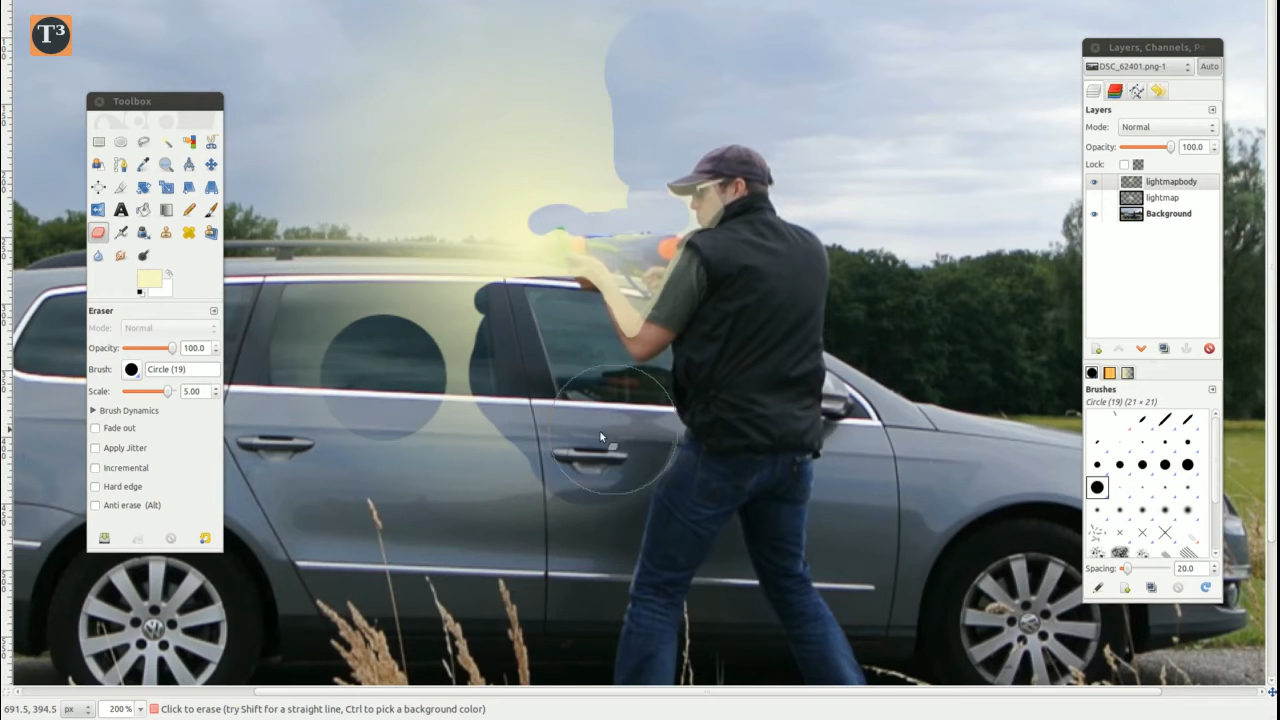 T³
Toolbox
Eraser
Mode: Normal
Opacity: 100.0
Brush: Circle (19)
Scale: 5.00
Brush Dynamics
Fade out
Apply Jitter
Incremental
Hard edge
Anti erase (Alt)
Layers, Channels, P
DSC_62401.png-1 Auto
Layers
Mode: Normal
Opacity: 100.0
Lock:
lightmapbody
lightmap
Background
Brushes
Circle (19) (21 × 21)
Spacing: 20.0
691.5, 394.5 px 200% Click to erase (try Shift for a straight line, Ctrl to pick a background color)